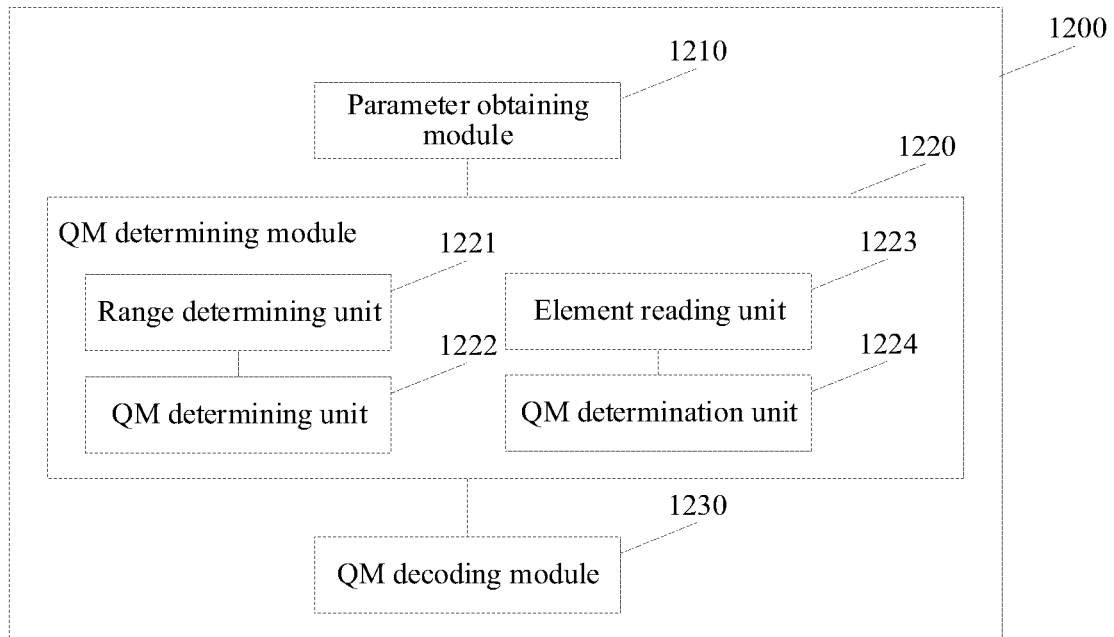 1200
1210
Parameter obtaining
module
1220
QM determining module
1221
1223
Range determining unit
Element reading unit
1222
1224
QM determining unit
QM determination unit
1230
QM decoding module